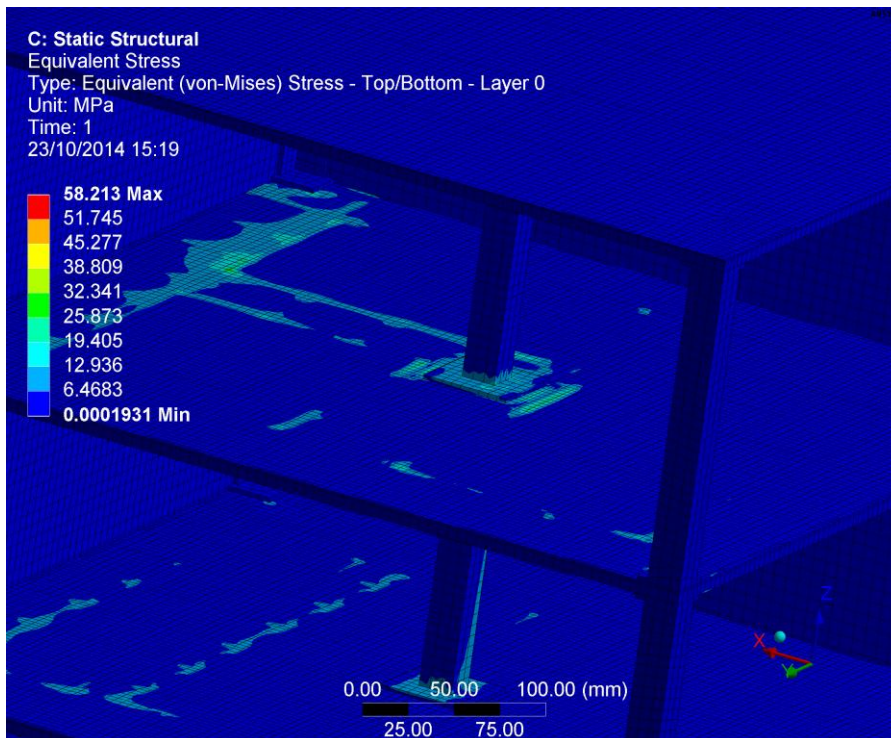 C: Static Structural
Equivalent Stress
Type: Equivalent (von-Mises) Stress - Top/Bottom - Layer 0
Unit: MPa
Time: 1
23/10/2014 15:19
58.213 Max
51.745
45.277
38.809
32.341
25.873
19.405
12.936
6.4683
0.0001931 Min
Z
X
Y
0.00 50.00 100.00 (mm)
25.00 75.00